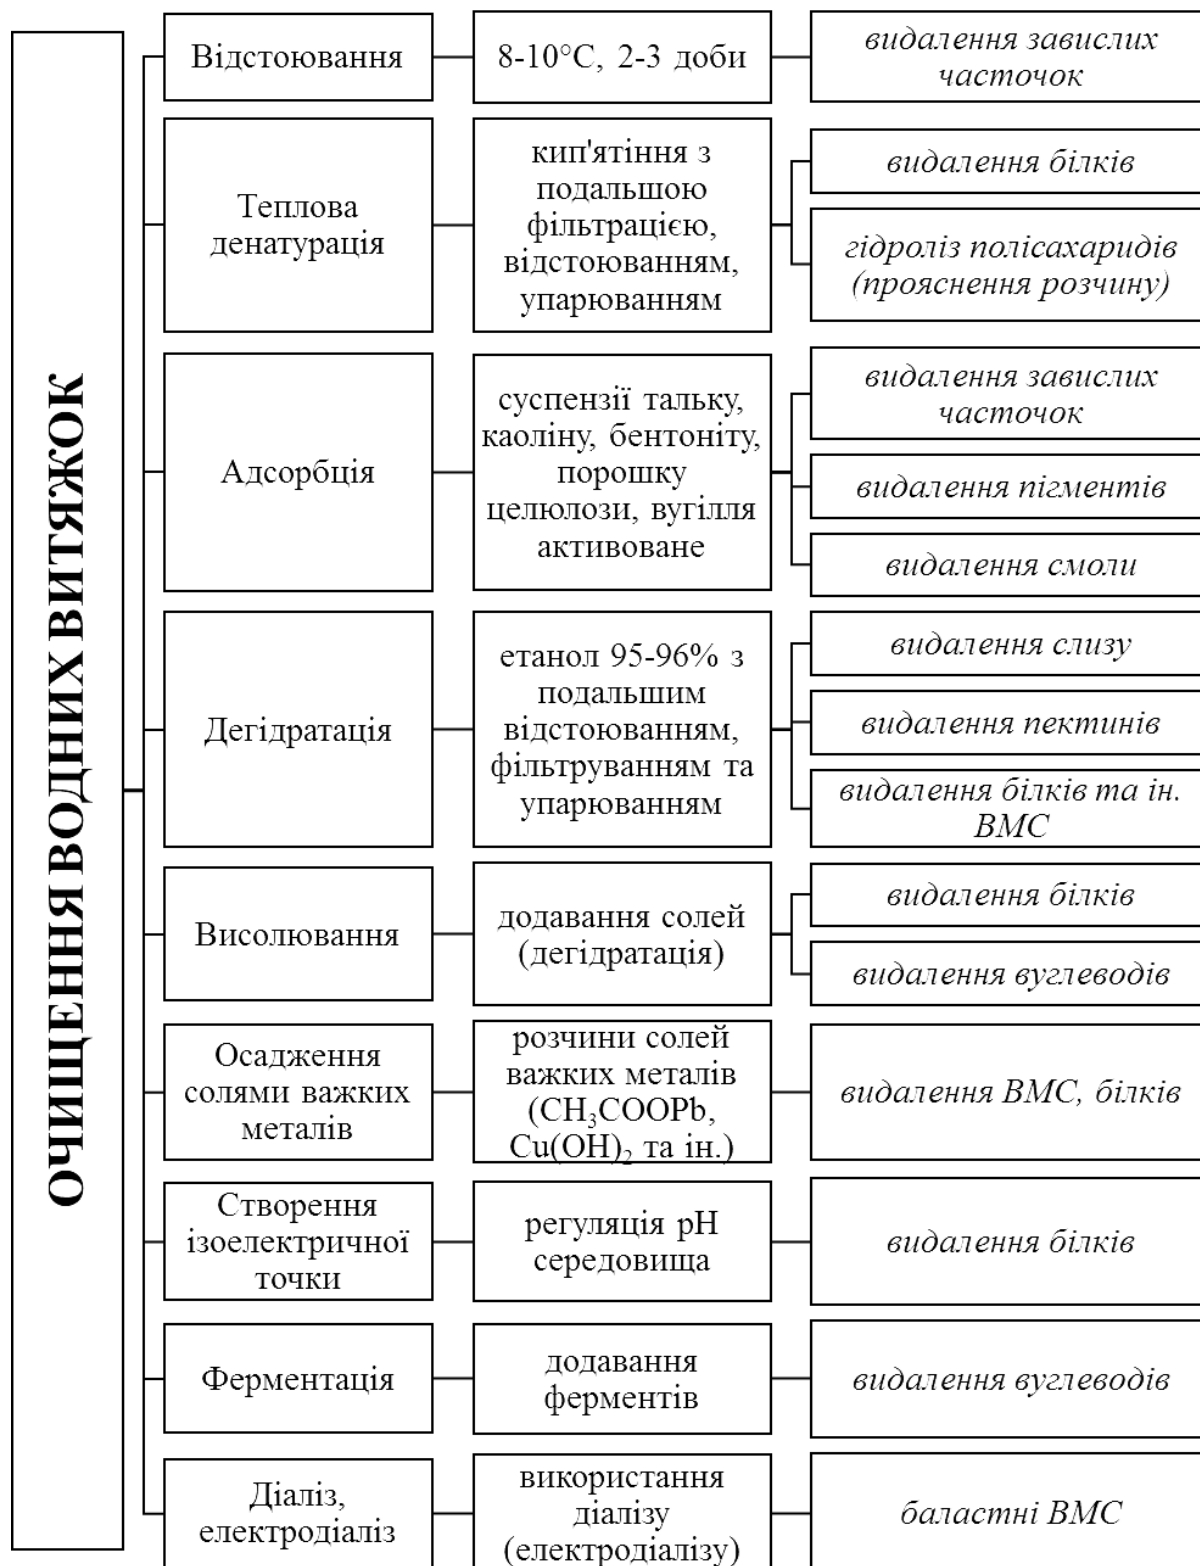 ОЧИЩЕННЯ ВОДНИХ ВИТЯЖОК
Відстоювання
8-10°С, 2-3 доби
видалення завислих
часточок
Теплова
денатурація
кип'ятіння з
подальшою
фільтрацією,
відстоюванням,
упарюванням
видалення білків
гідроліз полісахаридів
(прояснення розчину)
Адсорбція
суспензії тальку,
каоліну, бентоніту,
порошку
целюлози, вугілля
активоване
видалення завислих
часточок
видалення пігментів
видалення смоли
Дегідратація
етанол 95-96% з
подальшим
відстоюванням,
фільтруванням та
упарюванням
видалення слизу
видалення пектинів
видалення білків та ін.
ВМС
Висолювання
додавання солей
(дегідратація)
видалення білків
видалення вуглеводів
Осадження
солями важких
металів
розчини солей
важких металів
(CH₃COOPb,
Cu(OH)₂ та ін.)
видалення ВМС, білків
Створення
ізоелектричної
точки
регуляція рН
середовища
видалення білків
Ферментація
додавання
ферментів
видалення вуглеводів
Діаліз,
електродіаліз
використання
діалізу
(електродіалізу)
баластні ВМС